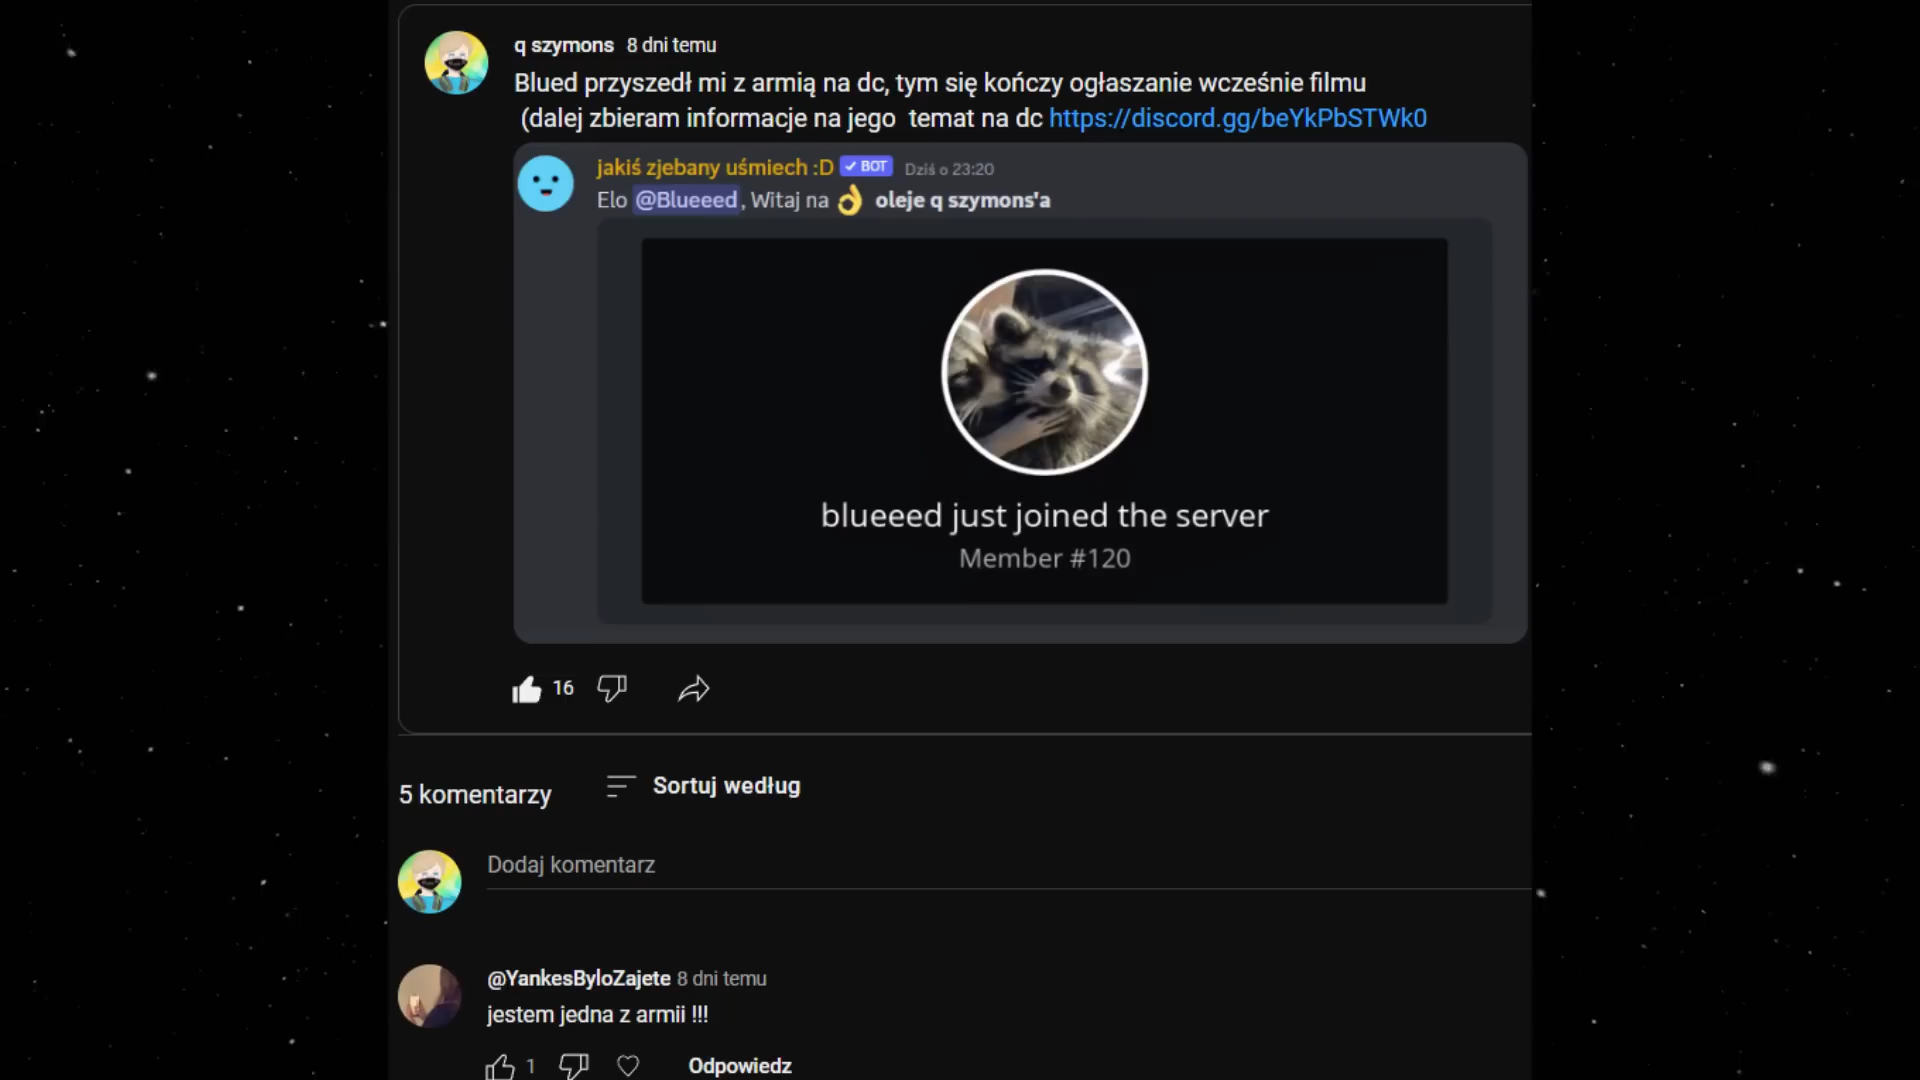 q szymons 8 dni temu
Blued przyszedł mi z armią na dc, tym się kończy ogłaszanie wcześnie filmu
(dalej zbieram informacje na jego temat na dc https://discord.gg/beYkPbSTWk0
jakiś zjebany uśmiech :D ✓ BOT Dziś o 23:20
Elo @Blueeed, Witaj na 👌 oleje q szymons'a
blueeed just joined the server
Member #120
16
5 komentarzy Sortuj według
Dodaj komentarz
@YankesByloZajete 8 dni temu
jestem jedna z armii !!!
1 Odpowiedz